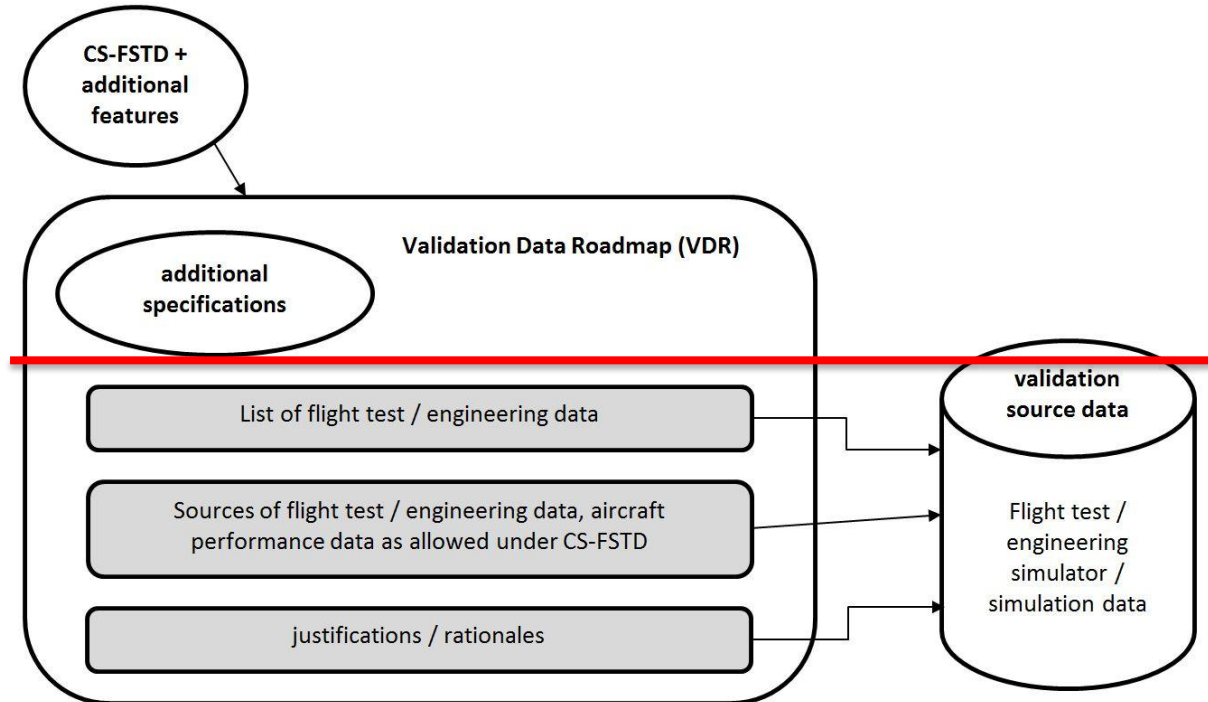 CS-FSTD +
additional
features
Validation Data Roadmap (VDR)
additional
specifications
List of flight test / engineering data
Sources of flight test / engineering data, aircraft
performance data as allowed under CS-FSTD
justifications / rationales
validation
source data
Flight test /
engineering
simulator /
simulation data